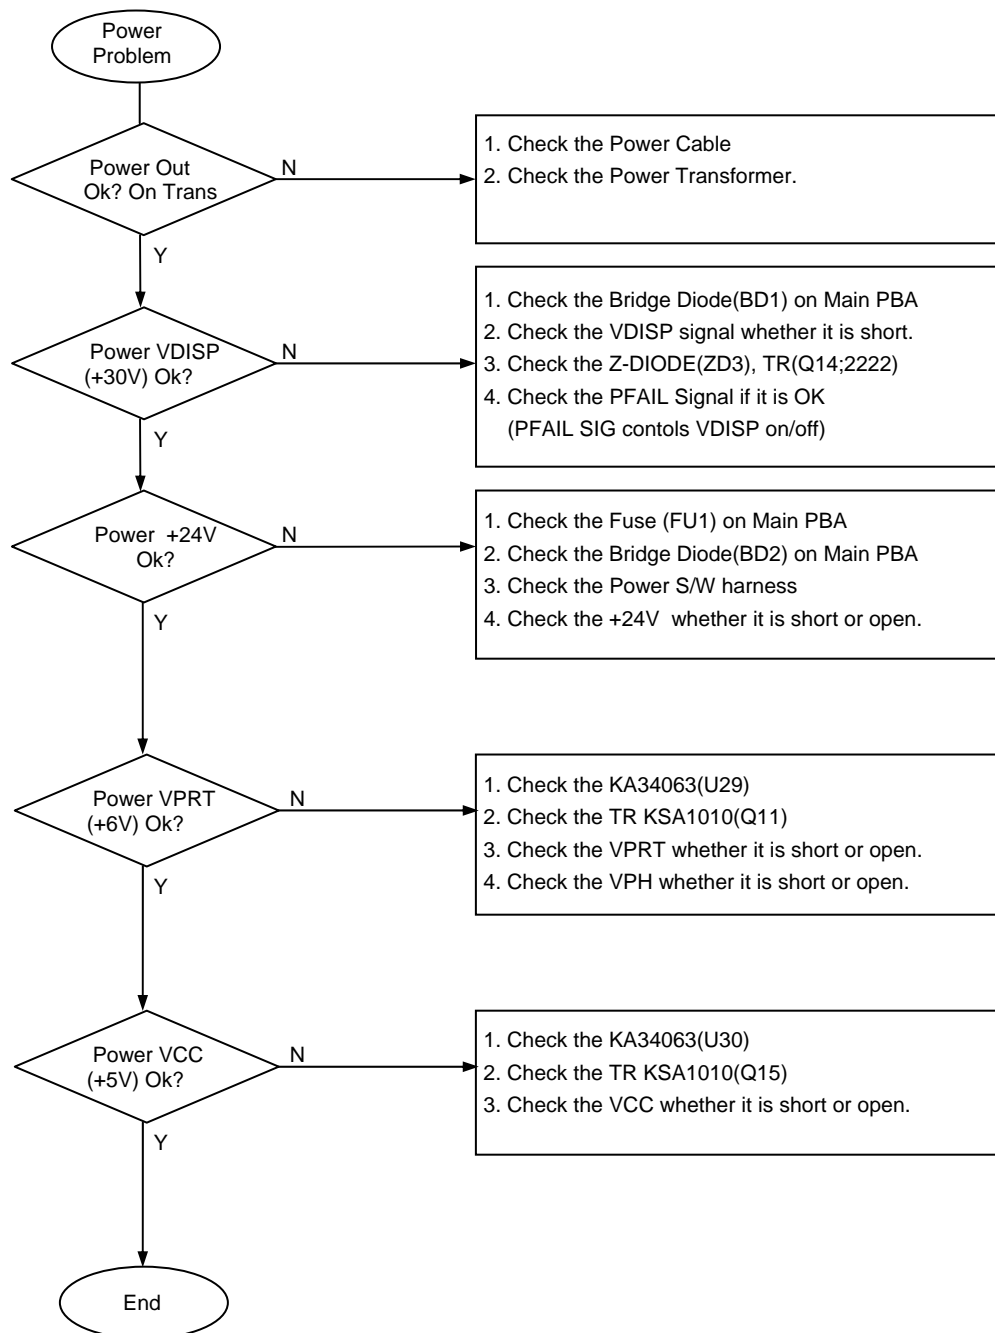 Power
Problem
Power Out
Ok? On Trans
N
1. Check the Power Cable
2. Check the Power Transformer.
Y
Power VDISP
(+30V) Ok?
N
1. Check the Bridge Diode(BD1) on Main PBA
2. Check the VDISP signal whether it is short.
3. Check the Z-DIODE(ZD3), TR(Q14;2222)
4. Check the PFAIL Signal if it is OK
(PFAIL SIG contols VDISP on/off)
Y
Power +24V
Ok?
N
1. Check the Fuse (FU1) on Main PBA
2. Check the Bridge Diode(BD2) on Main PBA
3. Check the Power S/W harness
4. Check the +24V whether it is short or open.
Y
Power VPRT
(+6V) Ok?
N
1. Check the KA34063(U29)
2. Check the TR KSA1010(Q11)
3. Check the VPRT whether it is short or open.
4. Check the VPH whether it is short or open.
Y
Power VCC
(+5V) Ok?
N
1. Check the KA34063(U30)
2. Check the TR KSA1010(Q15)
3. Check the VCC whether it is short or open.
Y
End